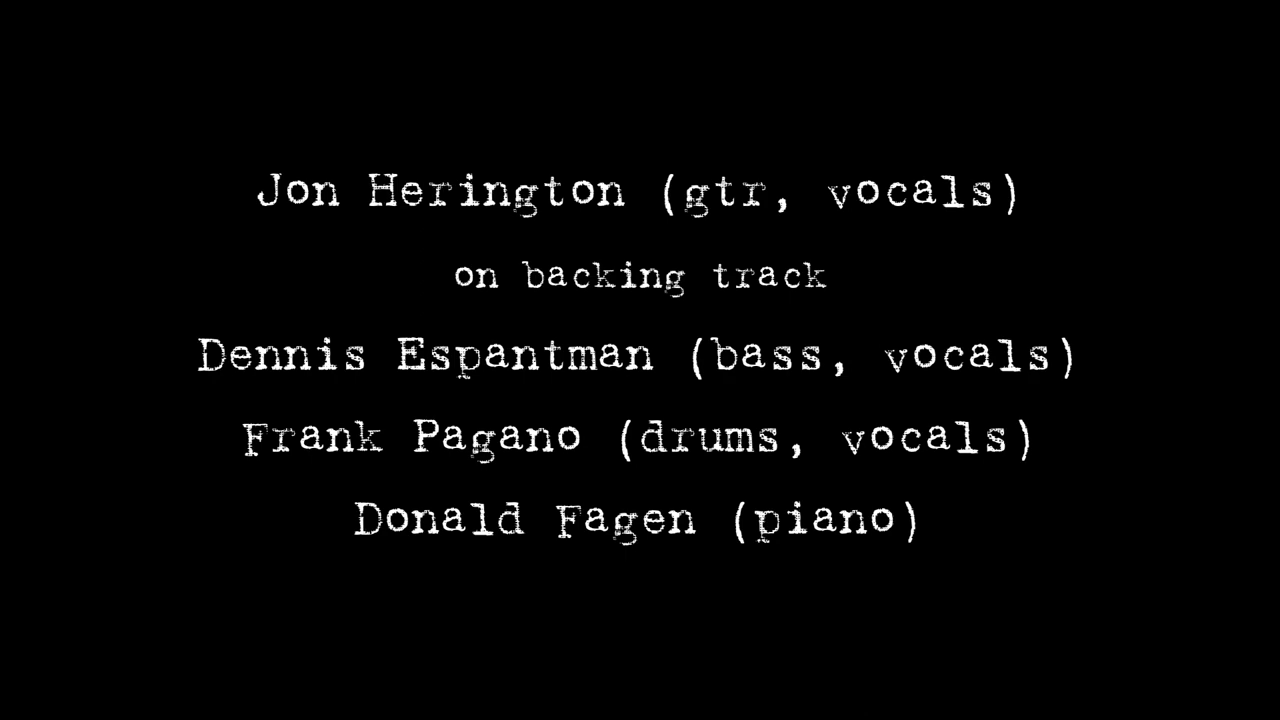 Jon Herington (gtr, vocals)
on backing track
Dennis Espantman (bass, vocals)
Frank Pagano (drums, vocals)
Donald Fagen (piano)